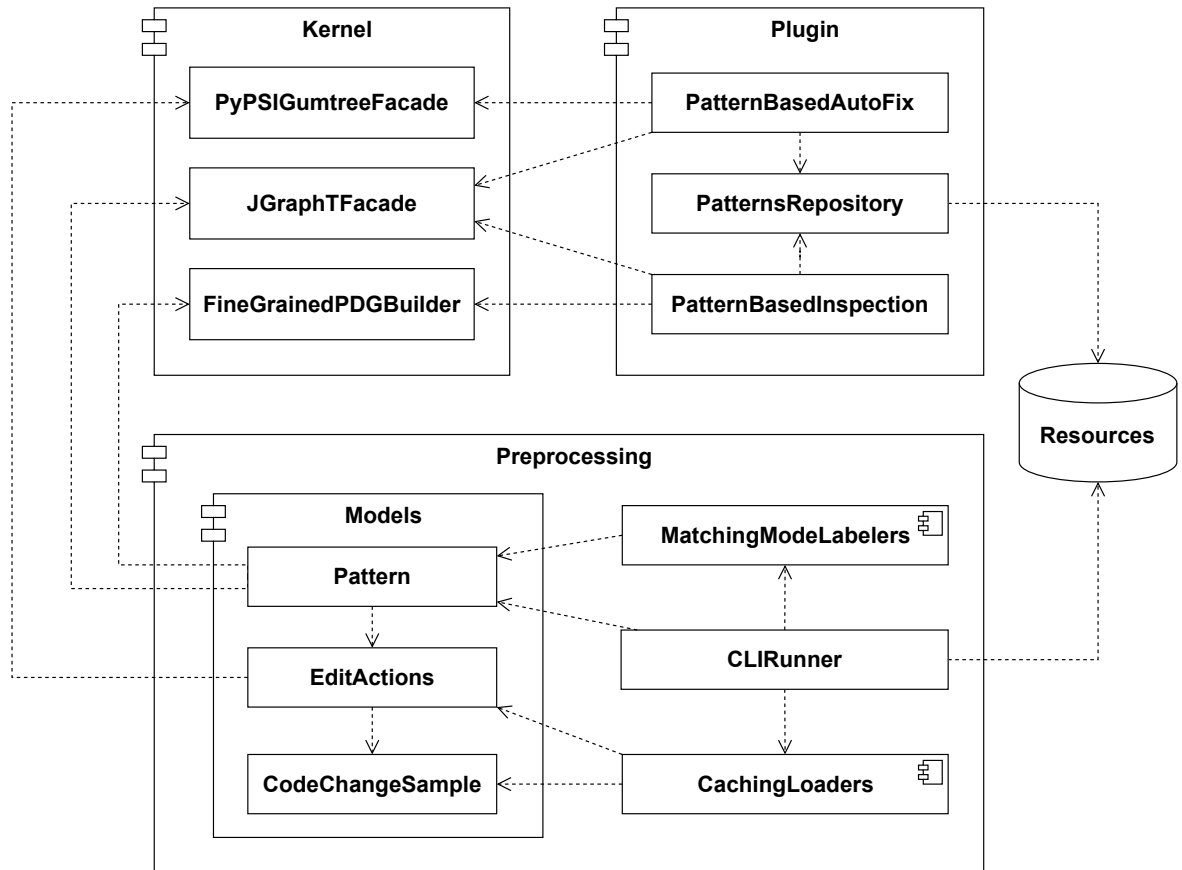 Kernel
PyPSIGumtreeFacade
JGraphTFacade
FineGrainedPDGBuilder
Plugin
PatternBasedAutoFix
PatternsRepository
PatternBasedInspection
Resources
Preprocessing
Models
Pattern
EditActions
CodeChangeSample
MatchingModeLabelers
CLIRunner
CachingLoaders